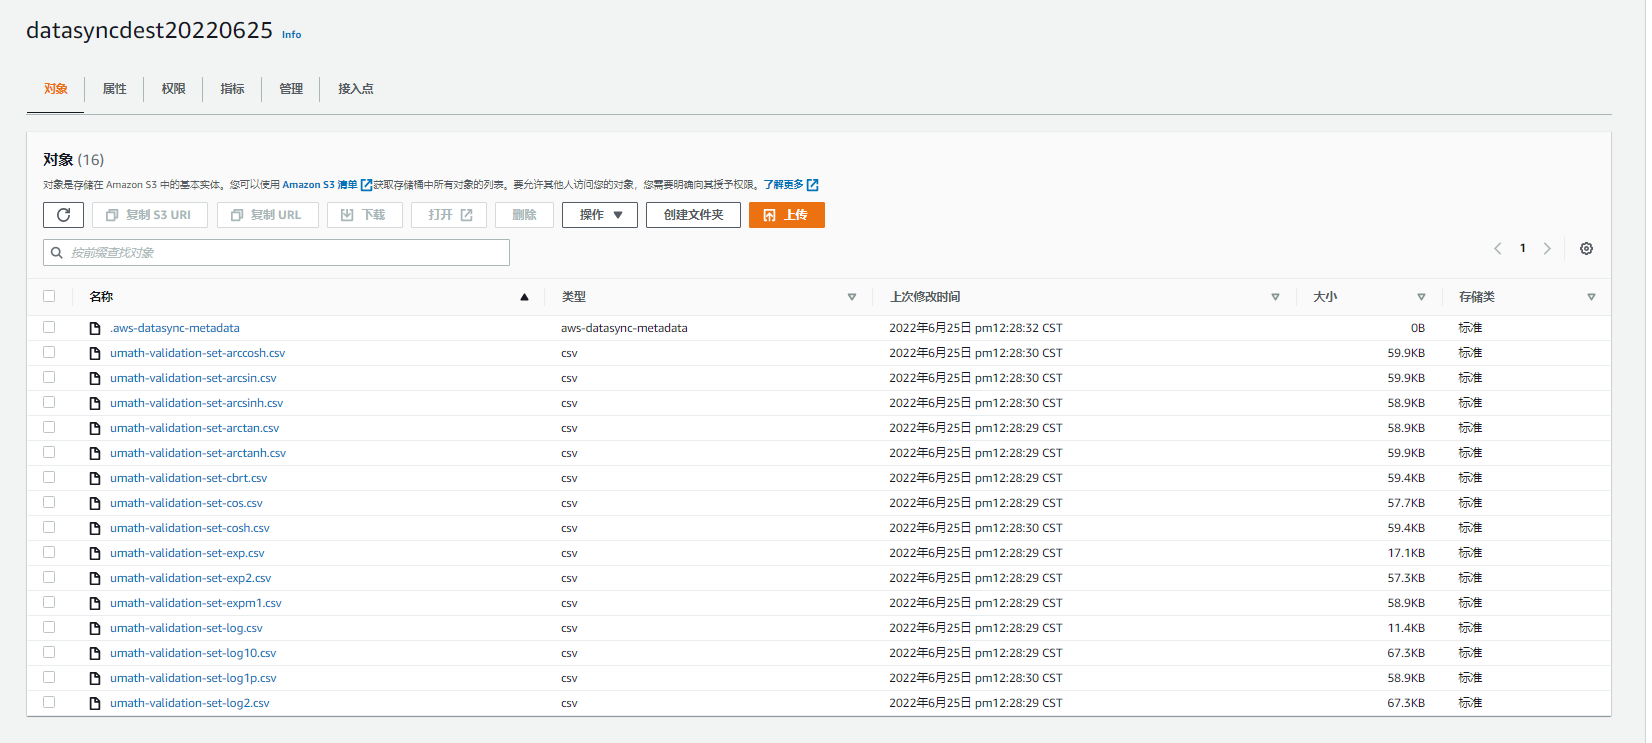 datasyncdest20220625 Info
对象 属性 权限 指标 管理 接入点
对象 (16)
对象是存储在 Amazon S3 中的基本实体。您可以使用 Amazon S3 清单 获取存储桶中所有对象的列表。要允许其他人访问您的对象，您需要明确向其授予权限。了解更多
复制 S3 URI 复制 URL 下载 打开 删除 操作 创建文件夹 上传
按前缀查找对象 1
名称 类型 上次修改时间 大小 存储类
.aws-datasync-metadata aws-datasync-metadata 2022年6月25日 pm12:28:32 CST 0B 标准
umath-validation-set-arccosh.csv csv 2022年6月25日 pm12:28:30 CST 59.9KB 标准
umath-validation-set-arcsin.csv csv 2022年6月25日 pm12:28:30 CST 59.9KB 标准
umath-validation-set-arcsinh.csv csv 2022年6月25日 pm12:28:30 CST 58.9KB 标准
umath-validation-set-arctan.csv csv 2022年6月25日 pm12:28:29 CST 58.9KB 标准
umath-validation-set-arctanh.csv csv 2022年6月25日 pm12:28:29 CST 59.9KB 标准
umath-validation-set-cbrt.csv csv 2022年6月25日 pm12:28:29 CST 59.4KB 标准
umath-validation-set-cos.csv csv 2022年6月25日 pm12:28:29 CST 57.7KB 标准
umath-validation-set-cosh.csv csv 2022年6月25日 pm12:28:30 CST 59.4KB 标准
umath-validation-set-exp.csv csv 2022年6月25日 pm12:28:29 CST 17.1KB 标准
umath-validation-set-exp2.csv csv 2022年6月25日 pm12:28:29 CST 57.3KB 标准
umath-validation-set-expm1.csv csv 2022年6月25日 pm12:28:29 CST 58.9KB 标准
umath-validation-set-log.csv csv 2022年6月25日 pm12:28:29 CST 11.4KB 标准
umath-validation-set-log10.csv csv 2022年6月25日 pm12:28:29 CST 67.3KB 标准
umath-validation-set-log1p.csv csv 2022年6月25日 pm12:28:30 CST 58.9KB 标准
umath-validation-set-log2.csv csv 2022年6月25日 pm12:28:29 CST 67.3KB 标准